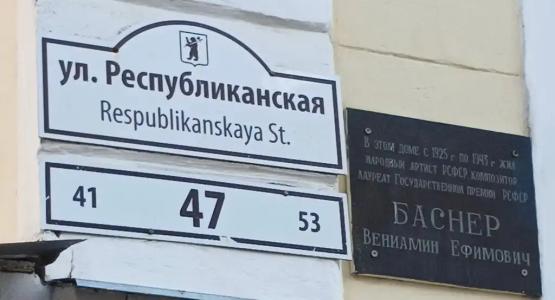 ул. Республиканская
Respublikanskaya St.
41 47 53
В этом доме с 1925 г. по 1943 г. жил
народный артист РСФСР, композитор
лауреат Государственной премии РСФСР
БАСНЕР
Вениамин Ефимович